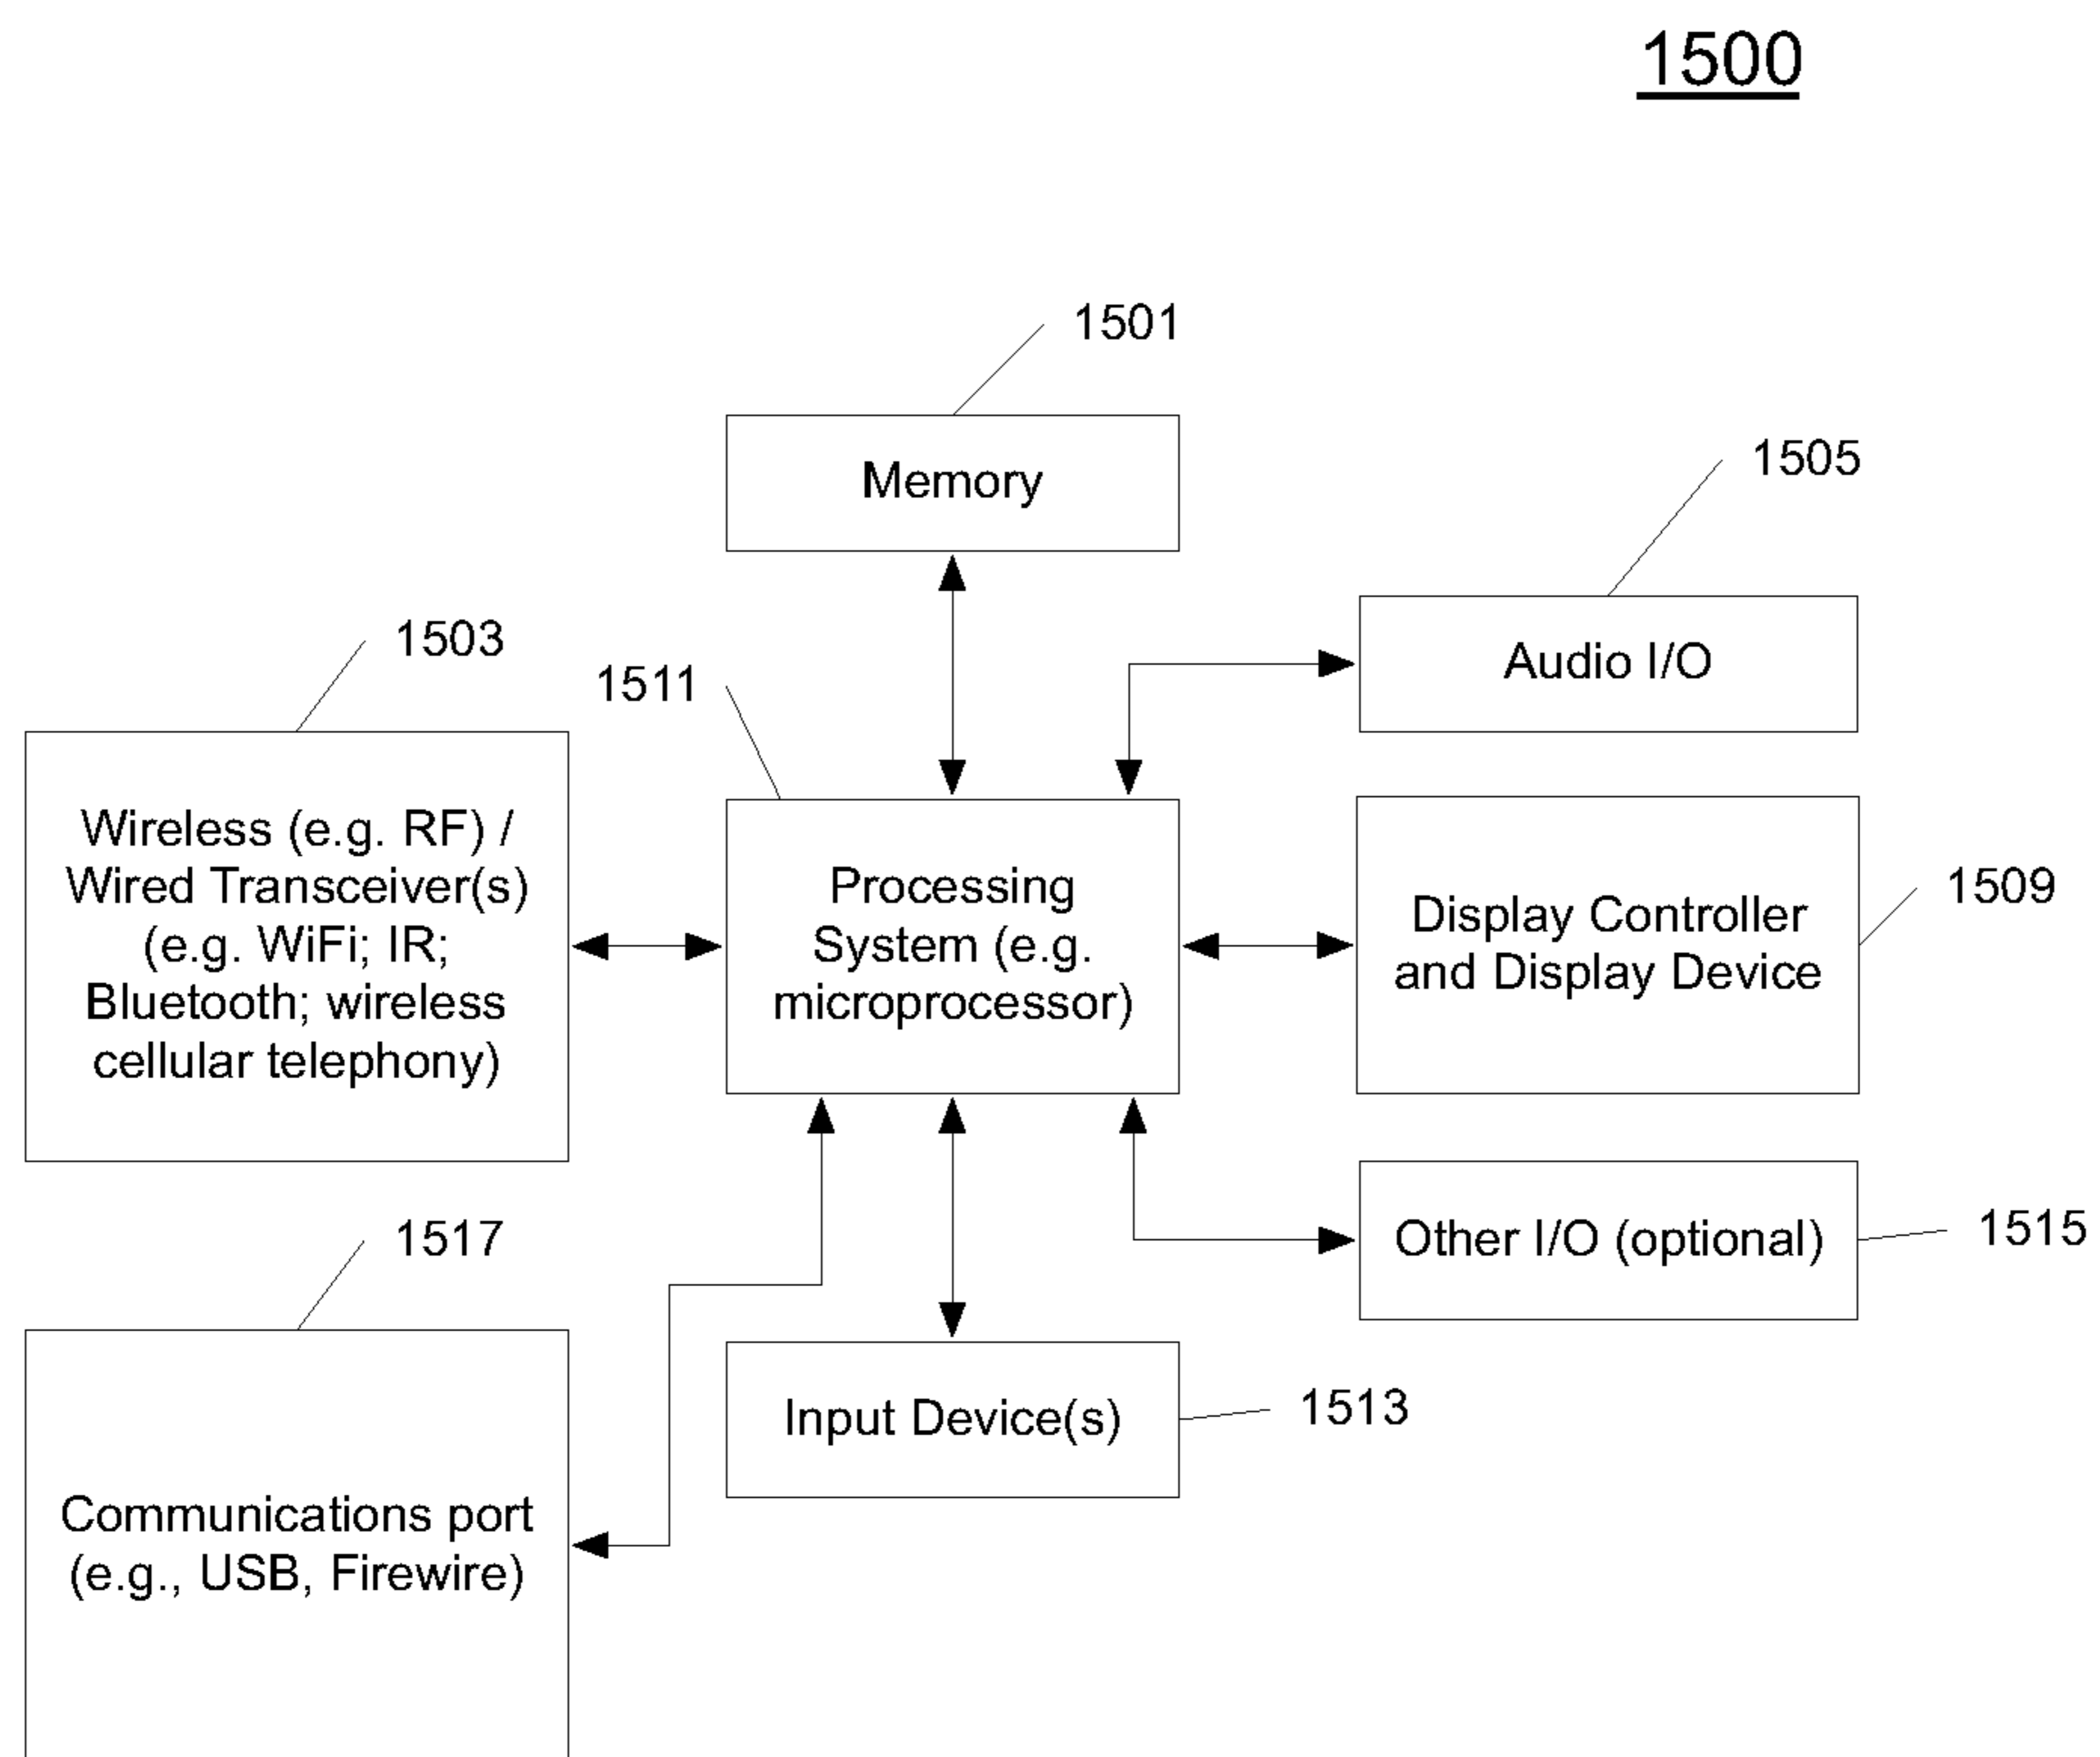 1500
1501
Memory
1505
Audio I/O
1503
Wireless (e.g. RF) /
Wired Transceiver(s)
(e.g. WiFi; IR;
Bluetooth; wireless
cellular telephony)
1511
Processing
System (e.g.
microprocessor)
1509
Display Controller
and Display Device
1515
Other I/O (optional)
1517
Communications port
(e.g., USB, Firewire)
1513
Input Device(s)